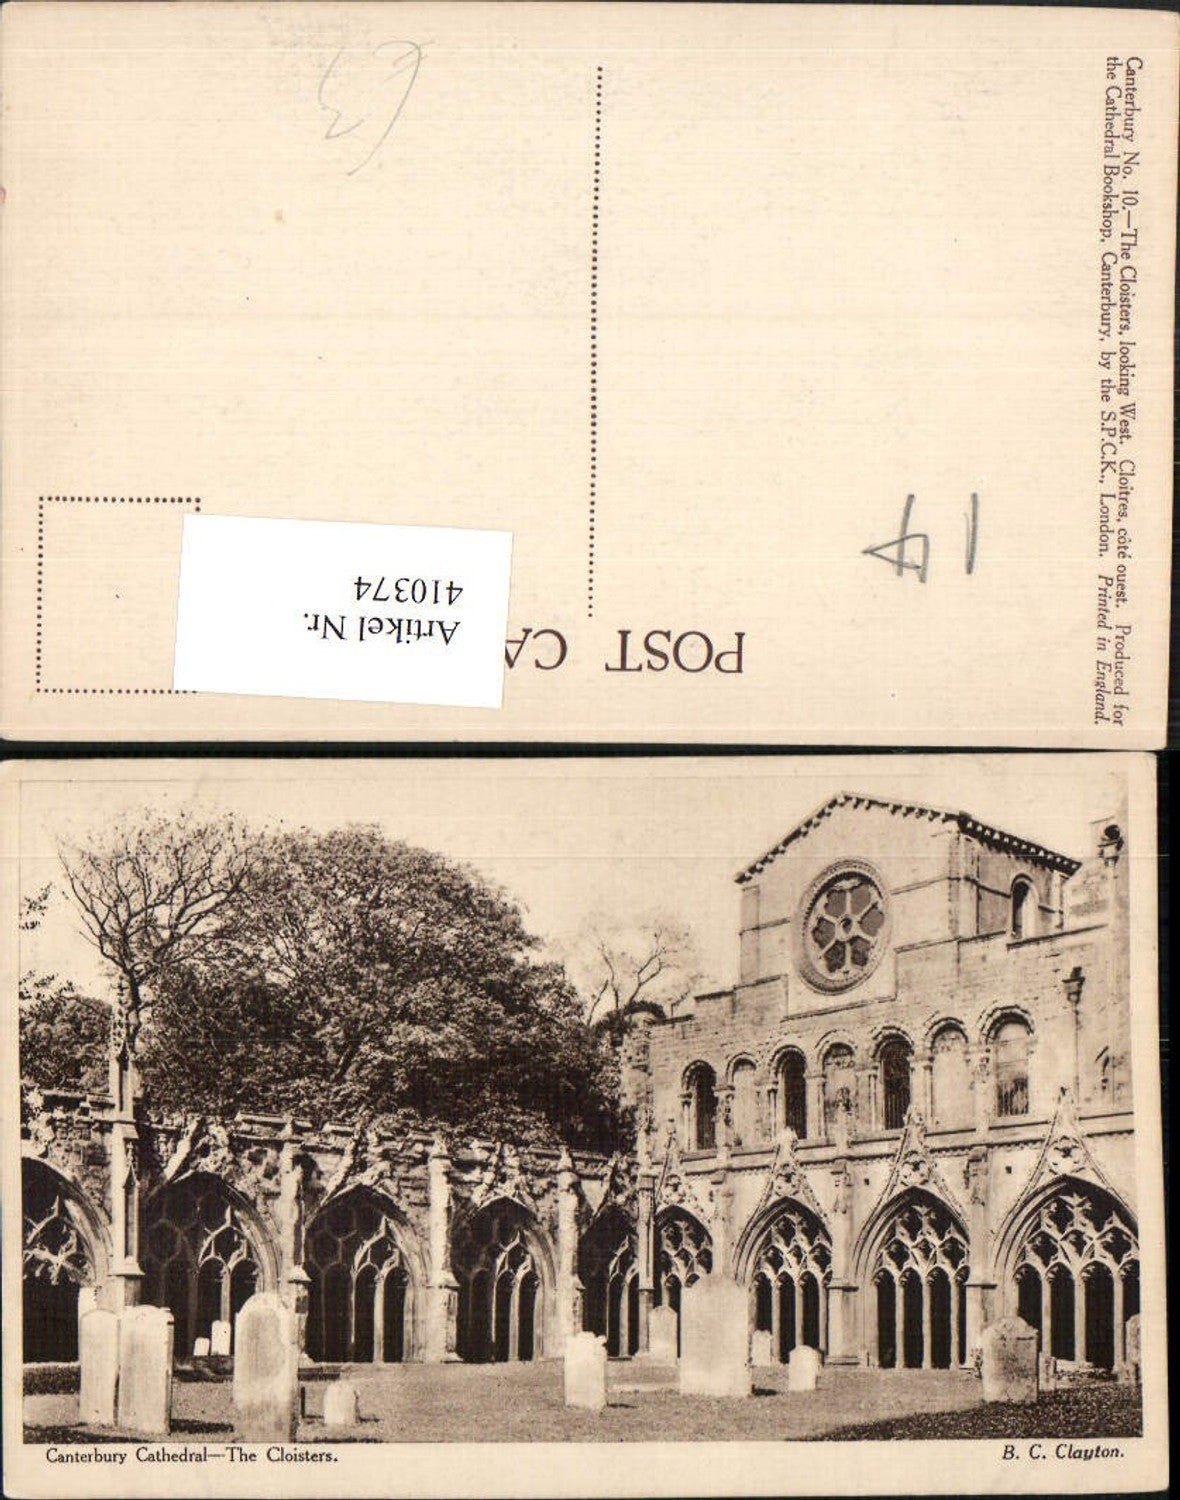 Canterbury No. 10.—The Cloisters, looking West. Cloitres, côté ouest. Produced for
the Cathedral Bookshop, Canterbury, by the S.P.C.K., London. Printed in England.
14
POST CA
Artikel Nr.
410374
Canterbury Cathedral—The Cloisters.
B. C. Clayton.